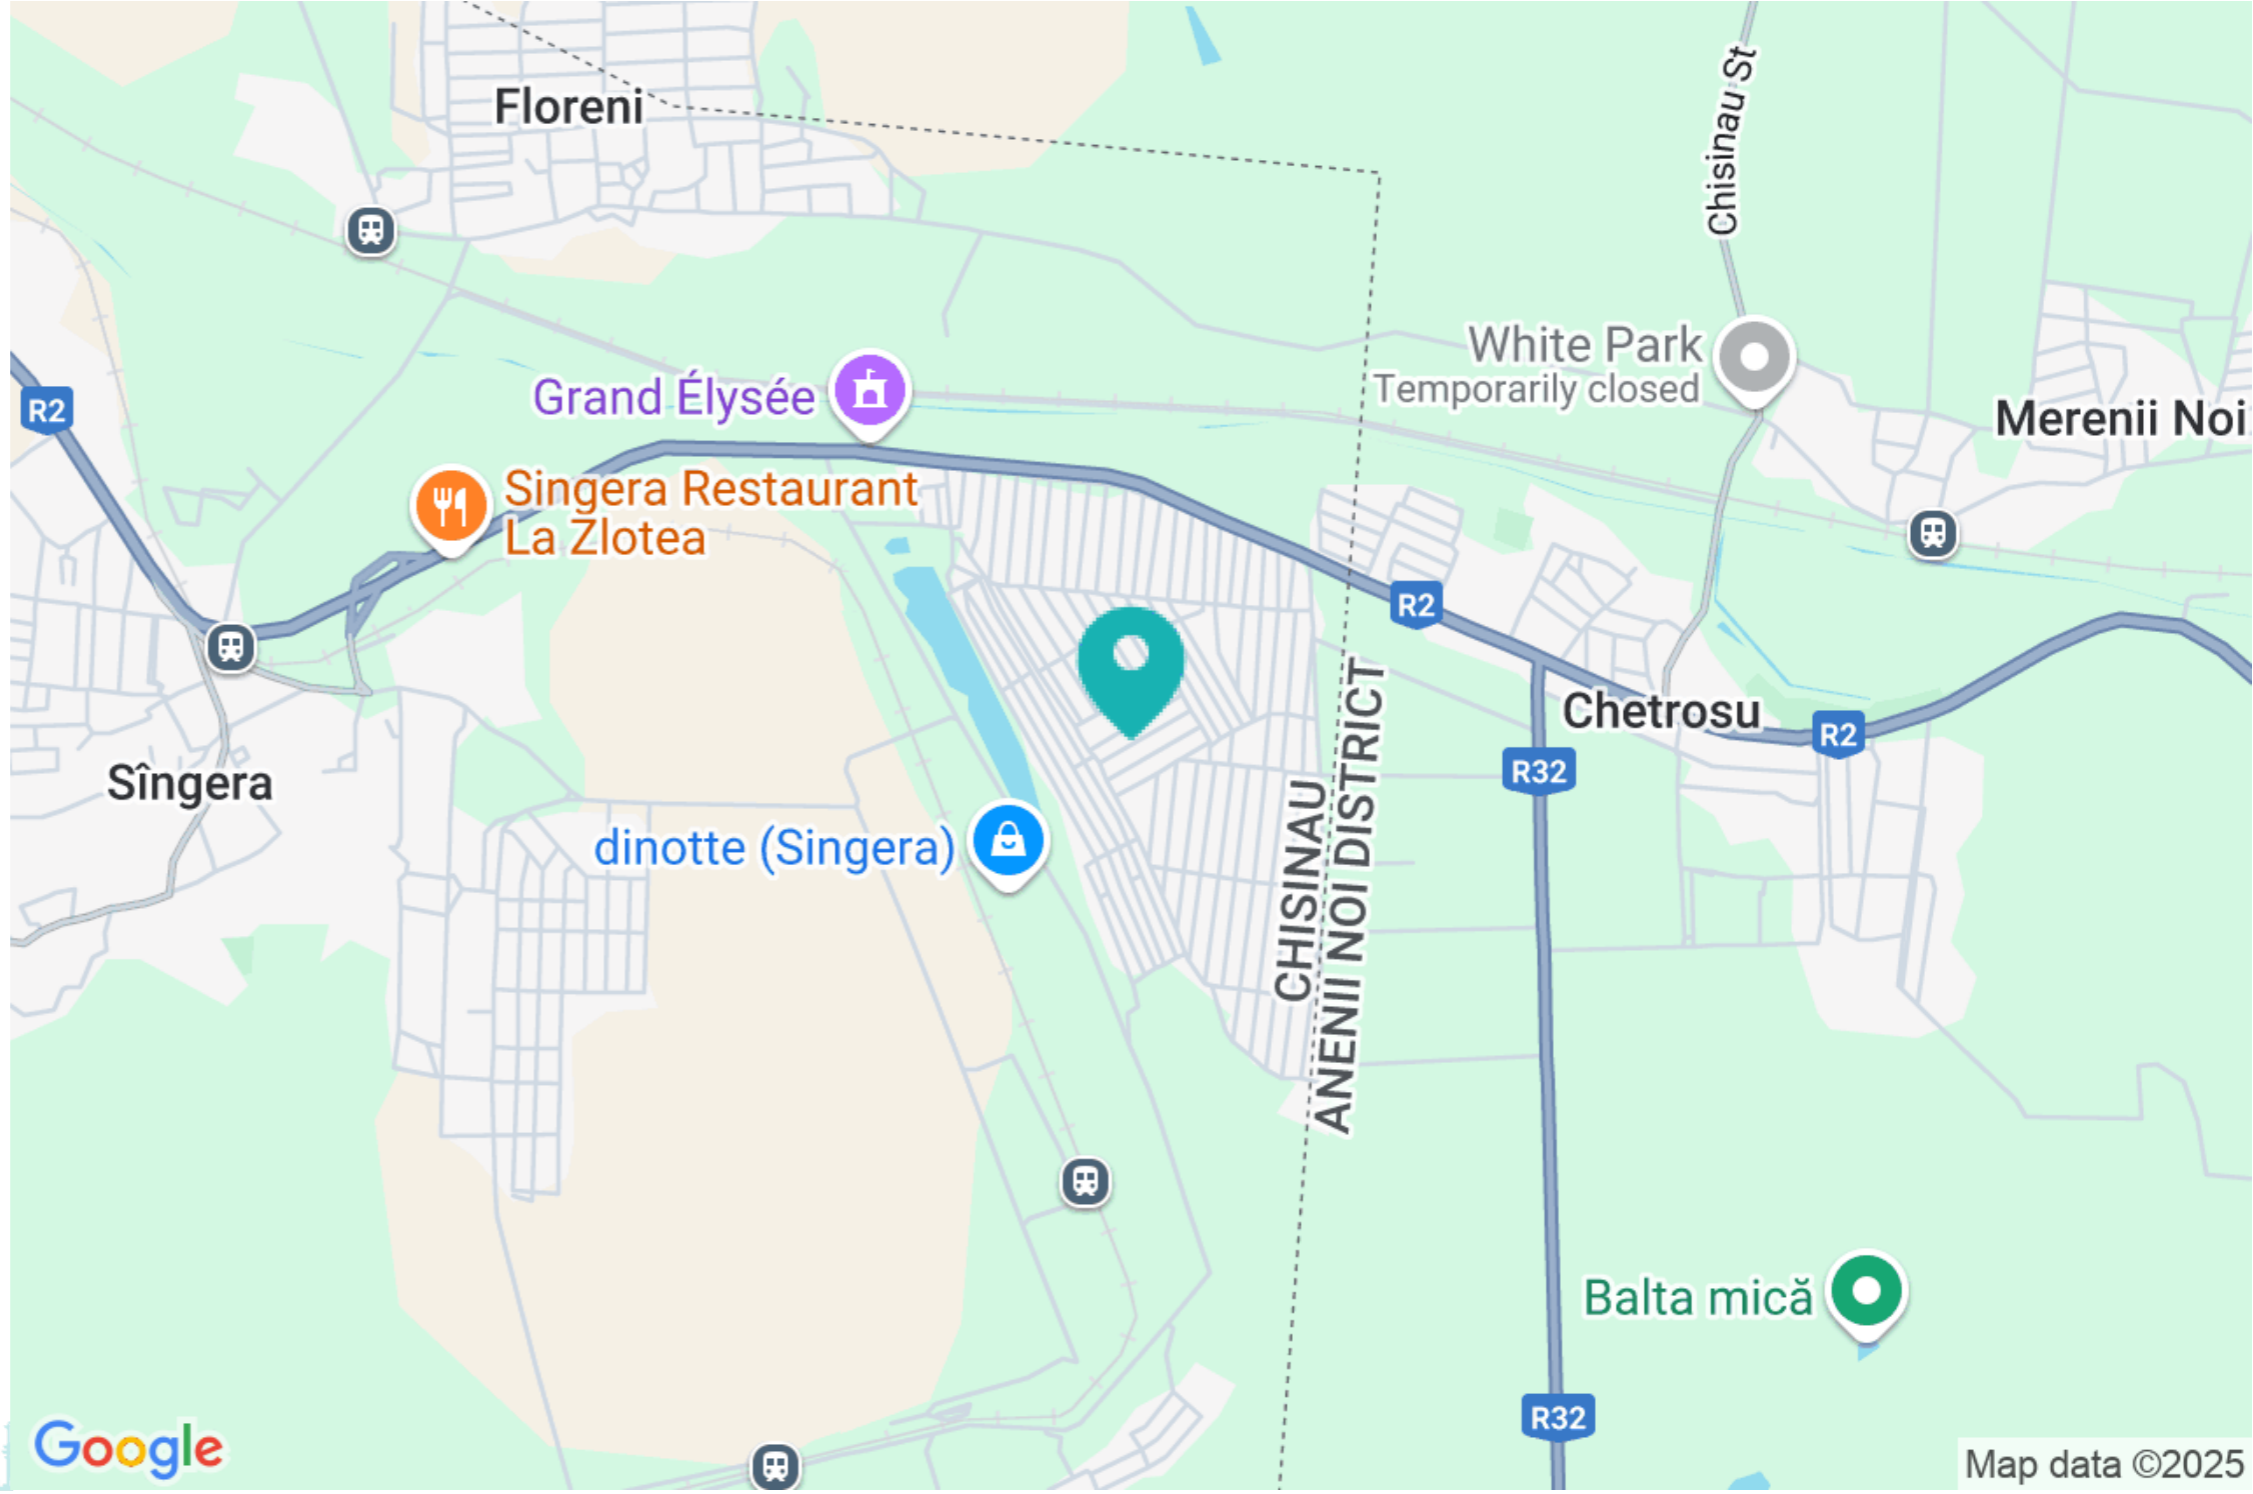 Floreni
Chisinau St
White Park
Temporarily closed
Grand Élysée
R2
Merenii Noi
Singera Restaurant
La Zlotea
R2
Chetrosu
R2
R32
Sîngera
dinotte (Singera)
CHISINAU
ANENII NOI DISTRICT
Balta mică
R32
Google
Map data ©2025